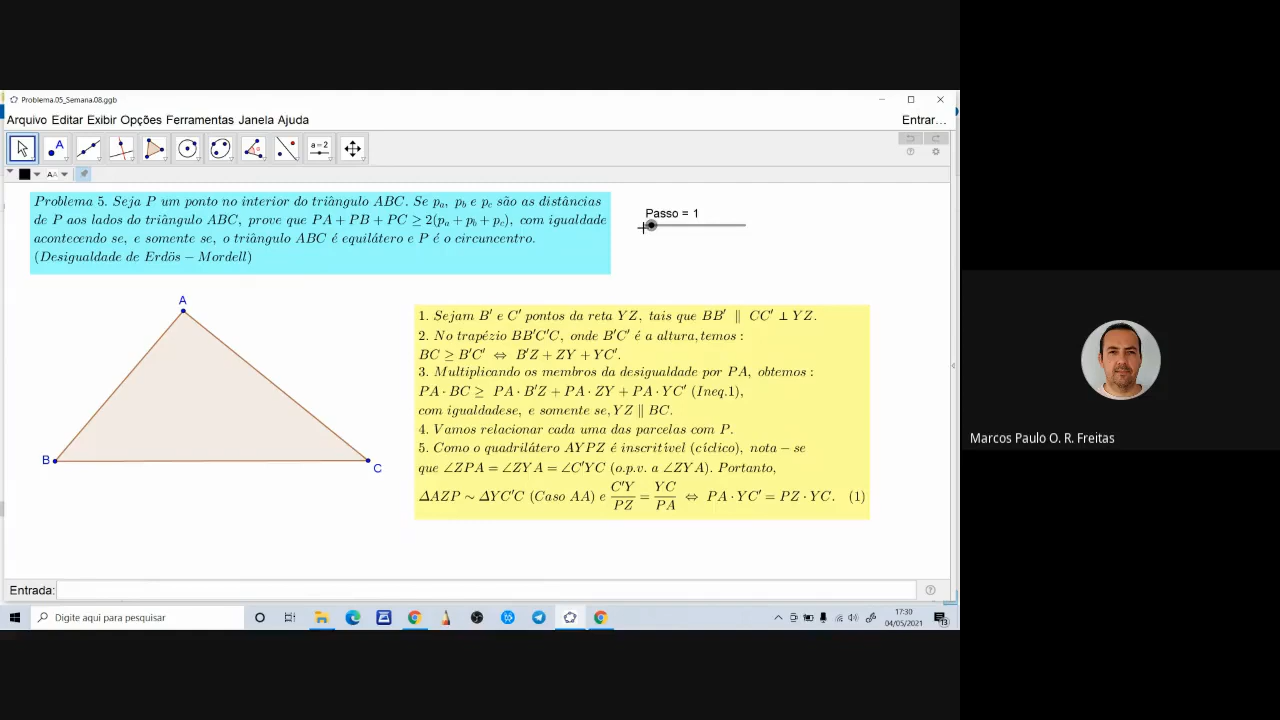 Problema.05_Semana.08.ggb
Arquivo Editar Exibir Opções Ferramentas Janela Ajuda
Entrar...
A
a=2
AA
Problema 5. Seja P um ponto no interior do triângulo ABC. Se pₐ, p_b e p_c são as distâncias
de P aos lados do triângulo ABC, prove que PA + PB + PC ≥ 2(pₐ + p_b + p_c), com igualdade
acontecendo se, e somente se, o triângulo ABC é equilátero e P é o circuncentro.
(Desigualdade de Erdös − Mordell)
Passo = 1
A
B
C
1. Sejam B′ e C′ pontos da reta YZ, tais que BB′ ∥ CC′ ⊥ YZ.
2. No trapézio BB′C′C, onde B′C′ é a altura, temos :
BC ≥ B′C′ ⇔ B′Z + ZY + YC′.
3. Multiplicando os membros da desigualdade por PA, obtemos :
PA · BC ≥ PA · B′Z + PA · ZY + PA · YC′ (Ineq.1),
com igualdadese, e somente se, YZ ∥ BC.
4. Vamos relacionar cada uma das parcelas com P.
5. Como o quadrilátero AYPZ é inscritível (cíclico), nota − se
que ∠ZPA = ∠ZYA = ∠C′YC (o.p.v. a ∠ZYA). Portanto,
ΔAZP ∼ ΔYC′C (Caso AA) e C′Y/PZ = YC/PA ⇔ PA · YC′ = PZ · YC. (1)
Entrada:
Digite aqui para pesquisar
17:30
04/05/2021
13
Marcos Paulo O. R. Freitas